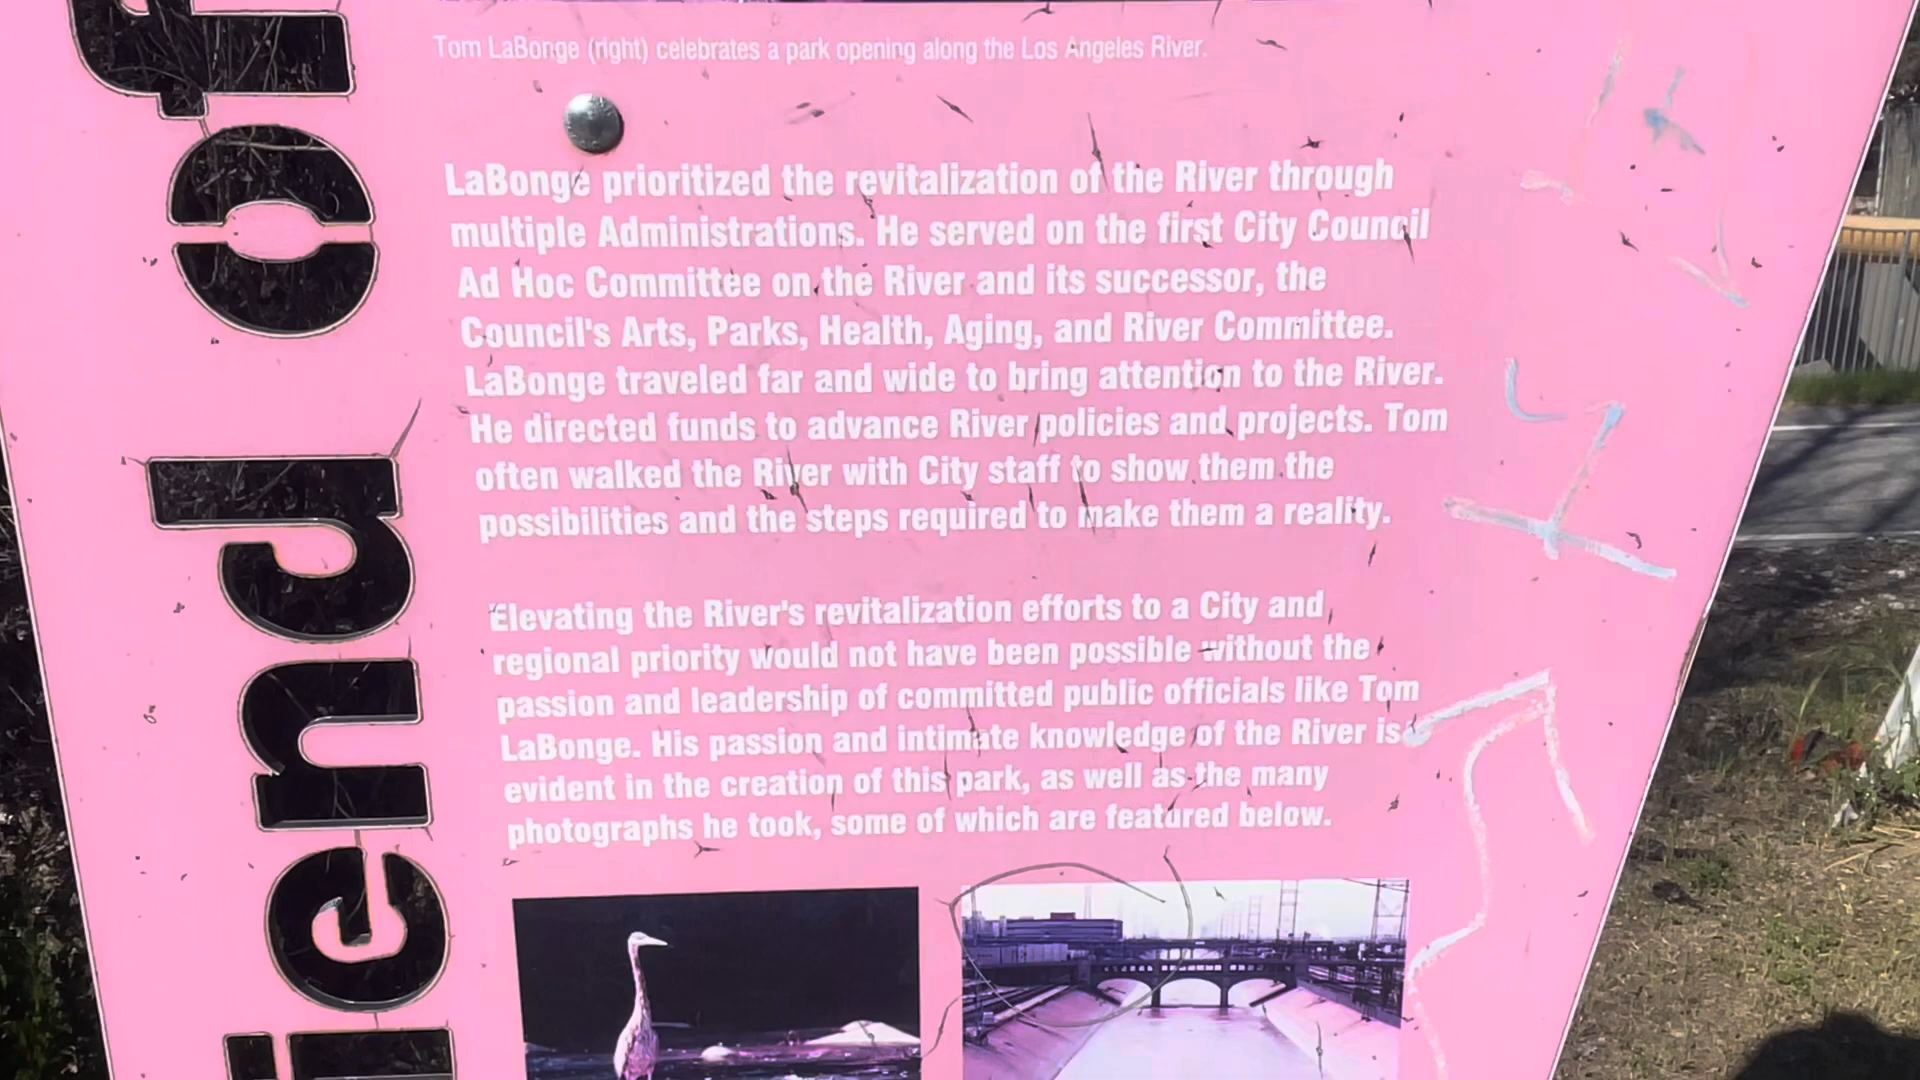 Tom LaBonge (right) celebrates a park opening along the Los Angeles River.
LaBonge prioritized the revitalization of the River through
multiple Administrations. He served on the first City Council
Ad Hoc Committee on the River and its successor, the
Council's Arts, Parks, Health, Aging, and River Committee.
LaBonge traveled far and wide to bring attention to the River.
He directed funds to advance River policies and projects. Tom
often walked the River with City staff to show them the
possibilities and the steps required to make them a reality.
Elevating the River's revitalization efforts to a City and
regional priority would not have been possible without the
passion and leadership of committed public officials like Tom
LaBonge. His passion and intimate knowledge of the River is
evident in the creation of this park, as well as the many
photographs he took, some of which are featured below.
iend of